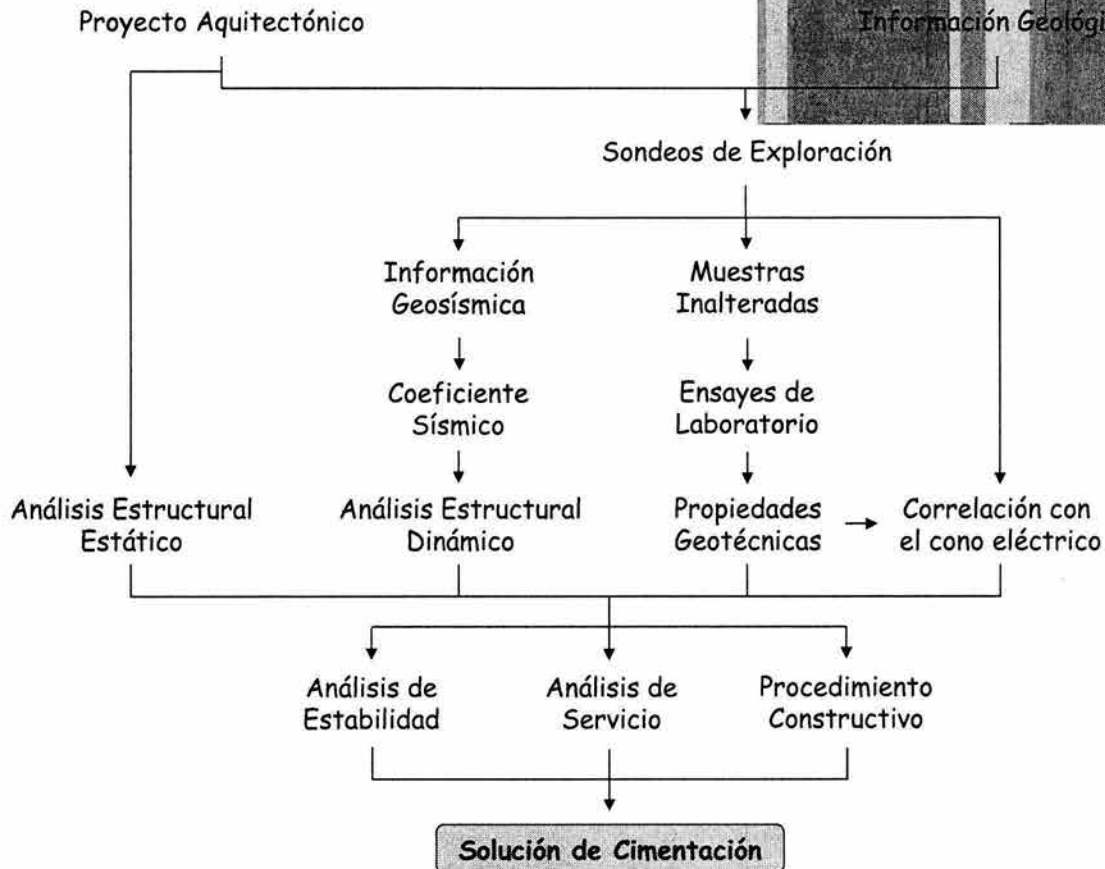 Proyecto Aquitectónico
Información Geológi
Sondeos de Exploración
Información
Geosísmica
Muestras
Inalteradas
Coeficiente
Sísmico
Ensayes de
Laboratorio
Análisis Estructural
Estático
Análisis Estructural
Dinámico
Propiedades
Geotécnicas
Correlación con
el cono eléctrico
Análisis de
Estabilidad
Análisis de
Servicio
Procedimiento
Constructivo
Solución de Cimentación